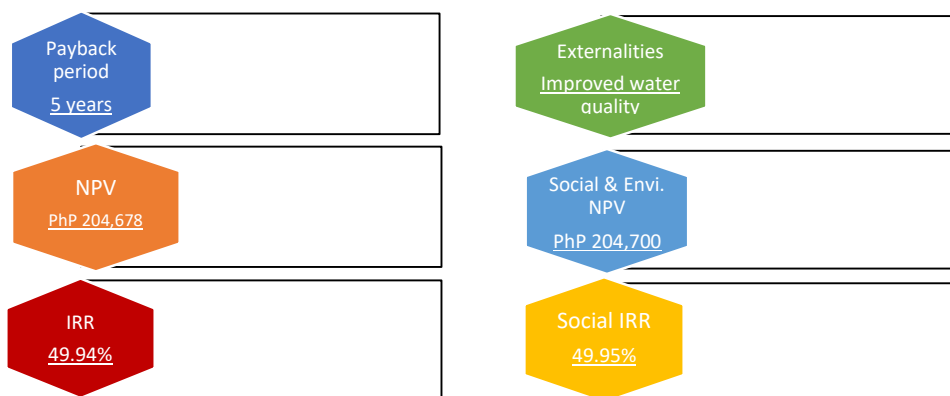 Payback
period
5 years
NPV
PhP 204,678
IRR
49.94%
Externalities
Improved water
quality
Social & Envi.
NPV
PhP 204,700
Social IRR
49.95%